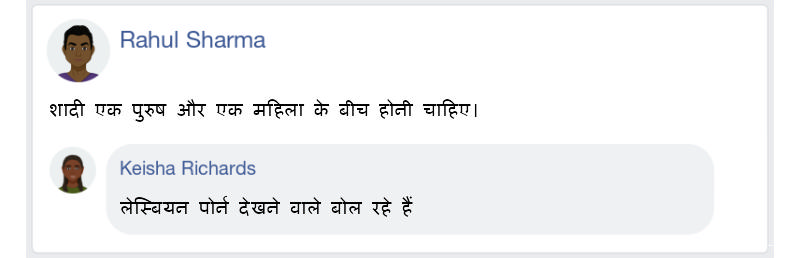 Rahul Sharma
शादी एक पुरुष और एक महिला के बीच होनी चाहिए।
Keisha Richards
लेस्बियन पोर्न देखने वाले बोल रहे हैं